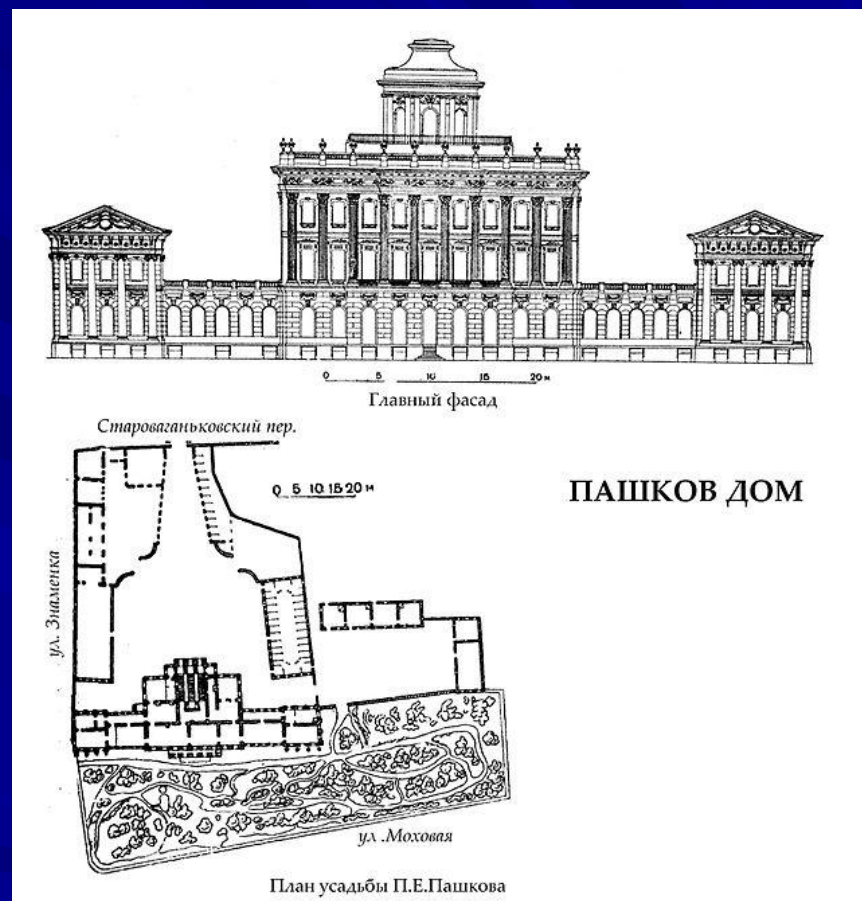 0 5 10 15 20 м
Главный фасад
Староваганьковский пер.
0 5 10 15 20 м
ПАШКОВ ДОМ
ул. Знаменка
ул .Моховая
План усадьбы П.Е.Пашкова